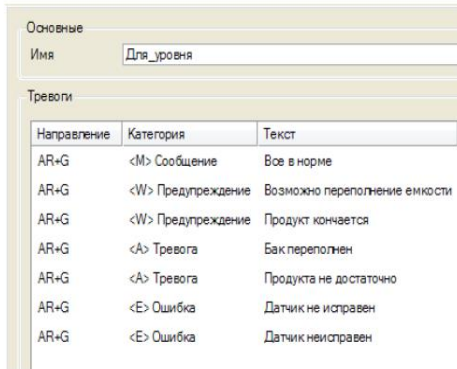 Основные
Имя Для_уровня
Тревоги
Направление Категория Текст
AR+G <M> Сообщение Все в норме
AR+G <W> Предупреждение Возможно переполнение емкости
AR+G <W> Предупреждение Продукт кончается
AR+G <A> Тревога Бак переполнен
AR+G <A> Тревога Продукта не достаточно
AR+G <E> Ошибка Датчик не исправен
AR+G <E> Ошибка Датчик неисправен